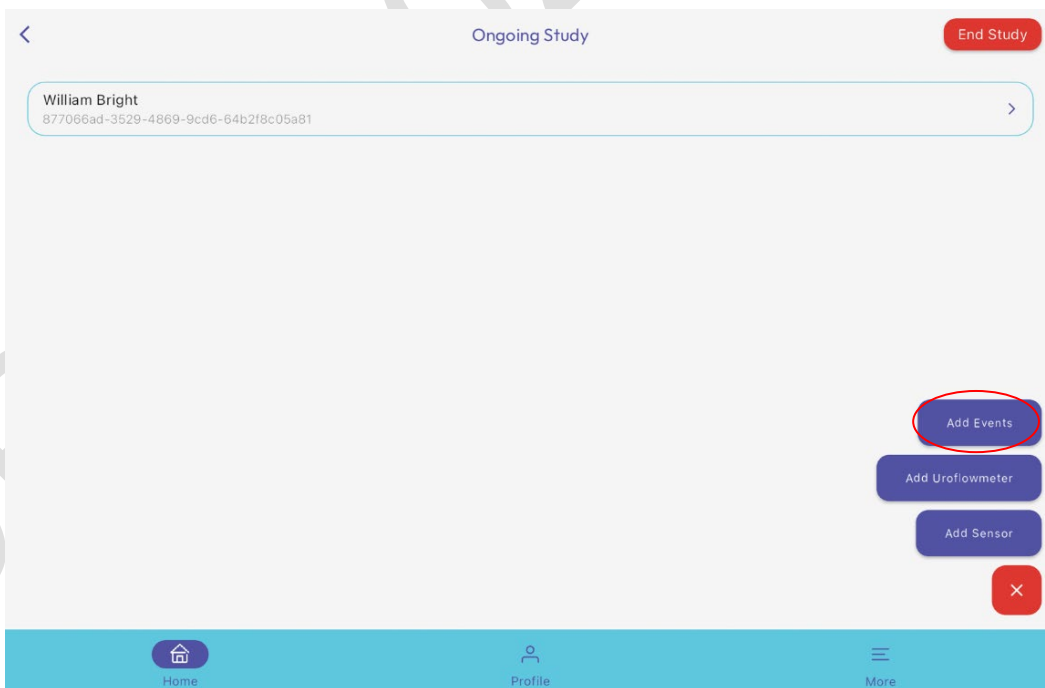 Ongoing Study
End Study
William Bright
877066ad-3529-4869-9cd6-64b2f8c05a81
Add Events
Add Uroflowmeter
Add Sensor
Home
Profile
More